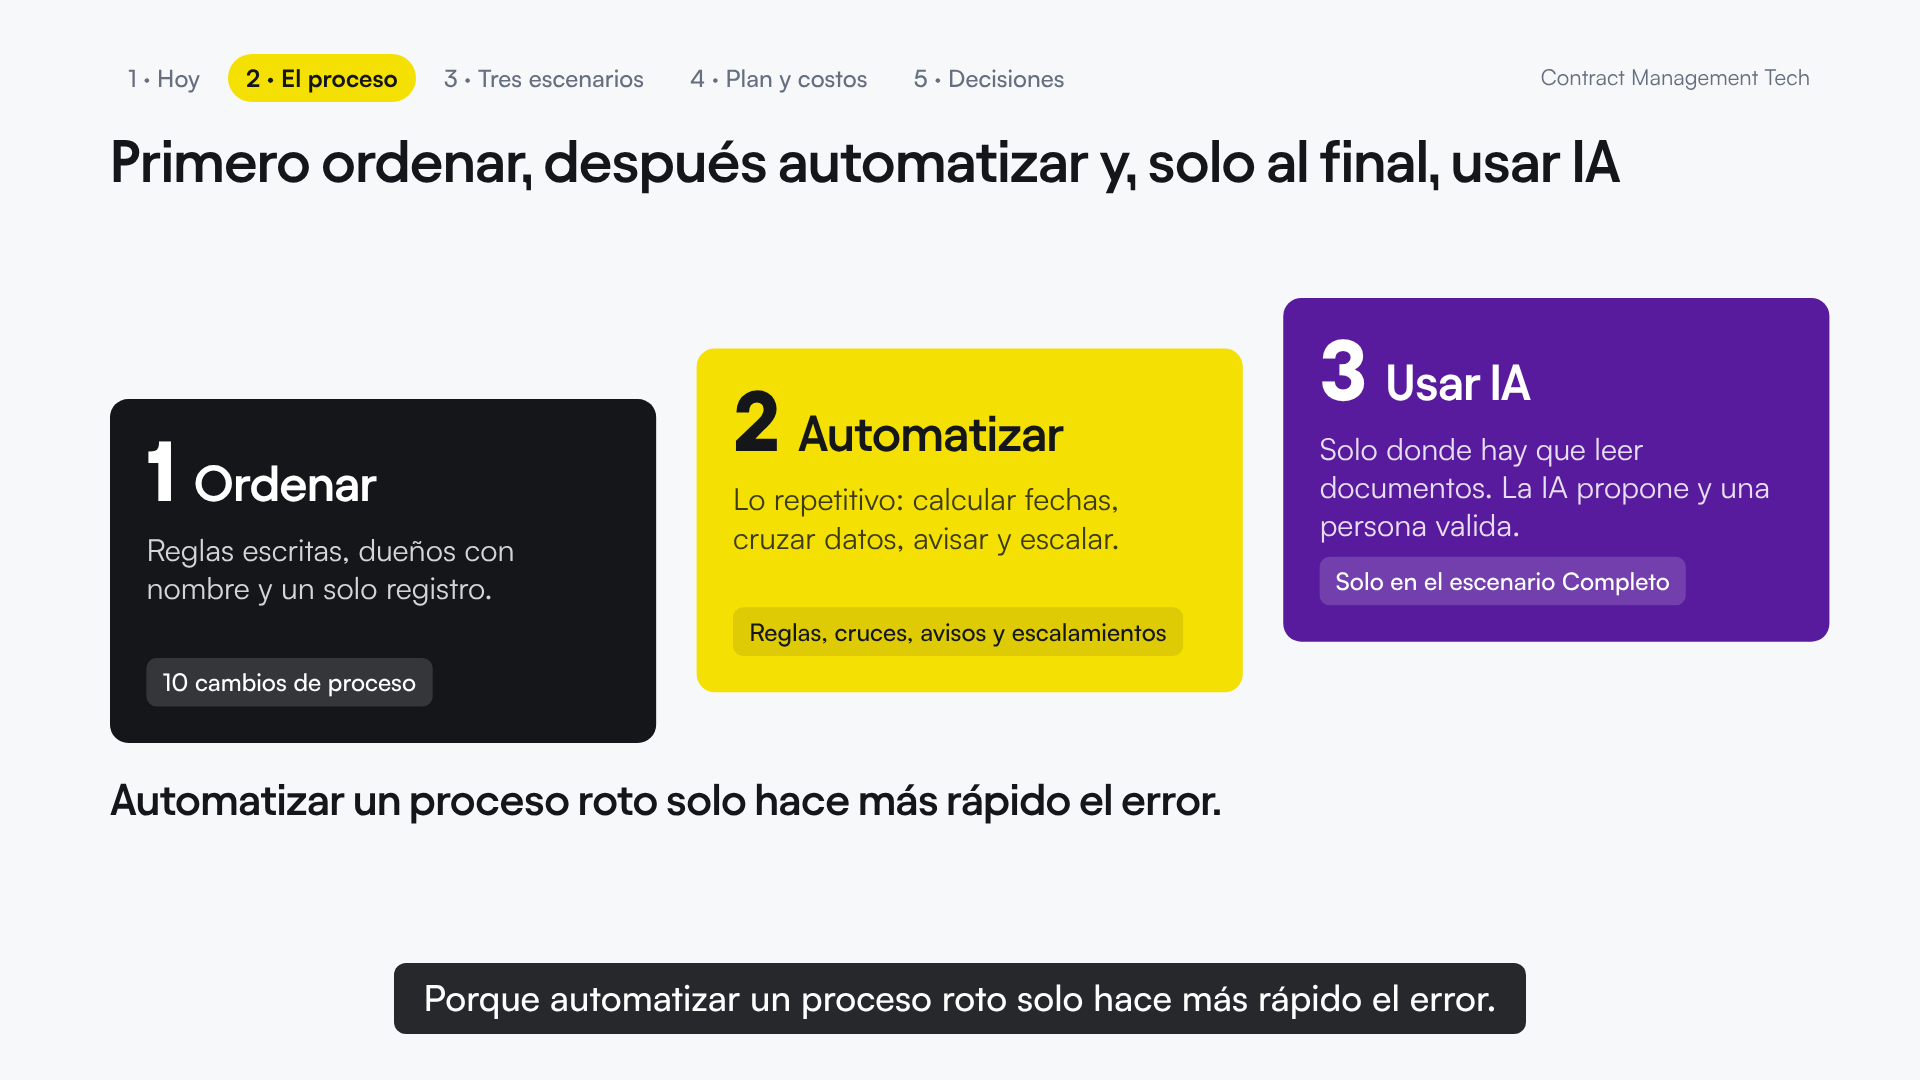 1 · Hoy
2 · El proceso
3 · Tres escenarios
4 · Plan y costos
5 · Decisiones
Contract Management Tech
Primero ordenar, después automatizar y, solo al final, usar IA
1 Ordenar
Reglas escritas, dueños con
nombre y un solo registro.
10 cambios de proceso
2 Automatizar
Lo repetitivo: calcular fechas,
cruzar datos, avisar y escalar.
Reglas, cruces, avisos y escalamientos
3 Usar IA
Solo donde hay que leer
documentos. La IA propone y una
persona valida.
Solo en el escenario Completo
Automatizar un proceso roto solo hace más rápido el error.
Porque automatizar un proceso roto solo hace más rápido el error.